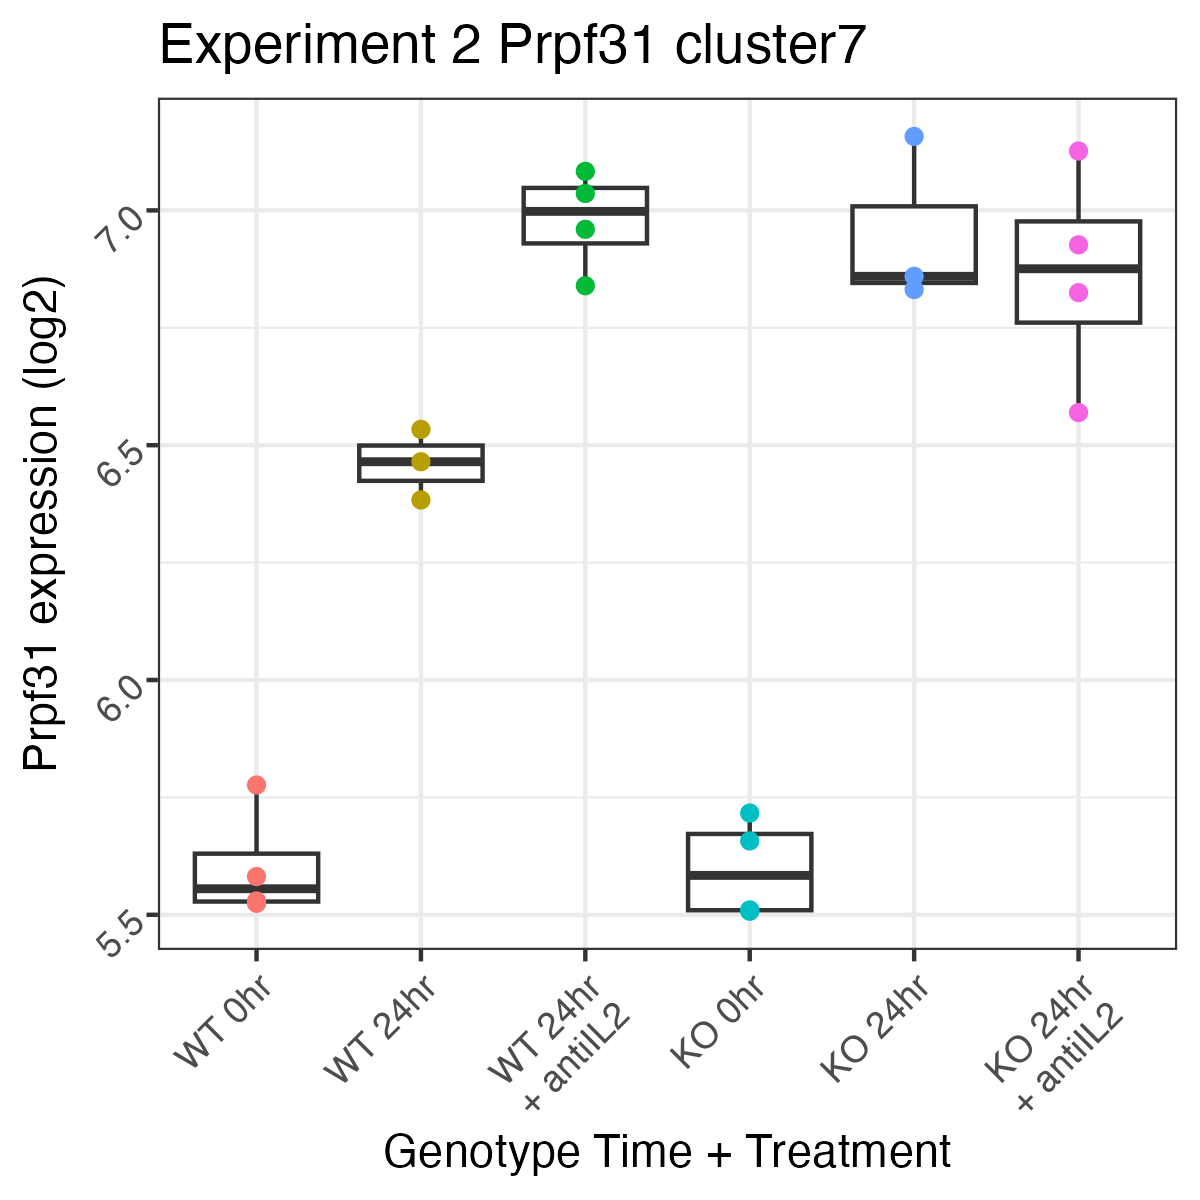 Experiment 2 Prpf31 cluster7
Prpf31 expression (log2)
7.0
6.5
6.0
5.5
WT 0hr
WT 24hr
WT 24hr
+ antiIL2
KO 0hr
KO 24hr
KO 24hr
+ antiIL2
Genotype Time + Treatment